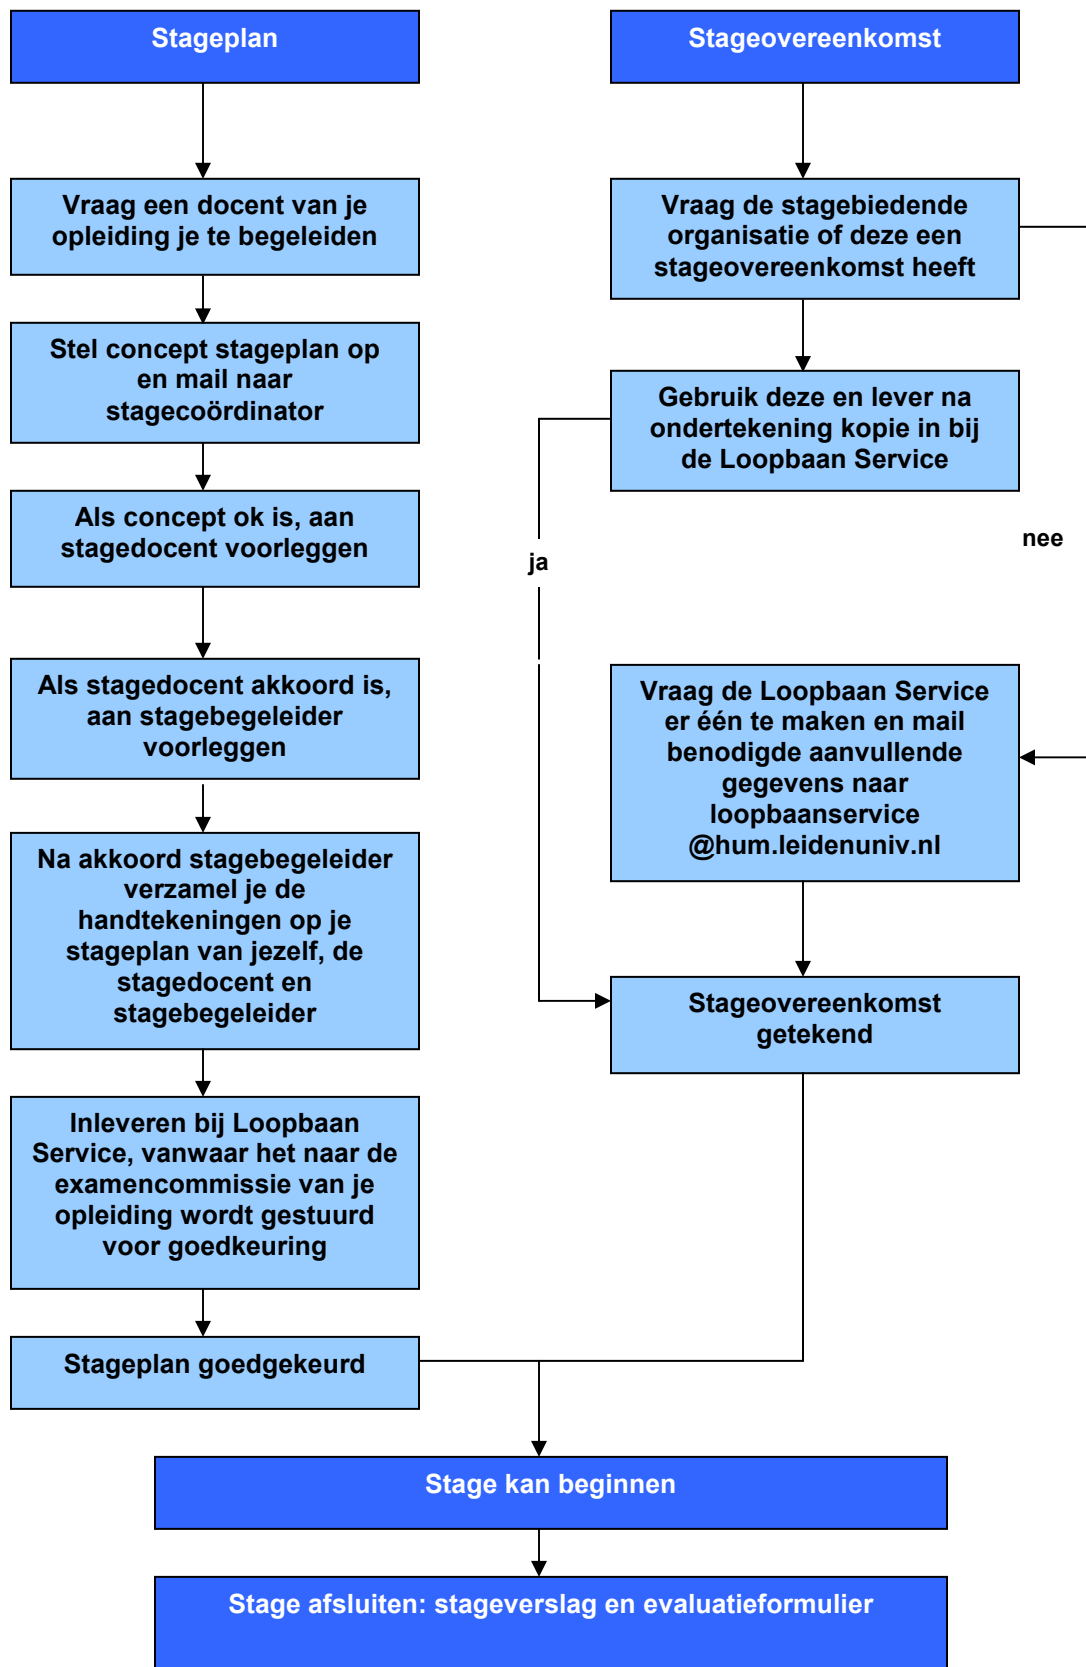 Stageplan
Vraag een docent van je
opleiding je te begeleiden
Stel concept stageplan op
en mail naar
stagecoördinator
Als concept ok is, aan
stagedocent voorleggen
Als stagedocent akkoord is,
aan stagebegeleider
voorleggen
Na akkoord stagebegeleider
verzamel je de
handtekeningen op je
stageplan van jezelf, de
stagedocent en
stagebegeleider
Inleveren bij Loopbaan
Service, vanwaar het naar de
examencommissie van je
opleiding wordt gestuurd
voor goedkeuring
Stageplan goedgekeurd
Stageovereenkomst
Vraag de stagebiedende
organisatie of deze een
stageovereenkomst heeft
Gebruik deze en lever na
ondertekening kopie in bij
de Loopbaan Service
ja
nee
Vraag de Loopbaan Service
er één te maken en mail
benodigde aanvullende
gegevens naar
loopbaanservice
@hum.leidenuniv.nl
Stageovereenkomst
getekend
Stage kan beginnen
Stage afsluiten: stageverslag en evaluatieformulier